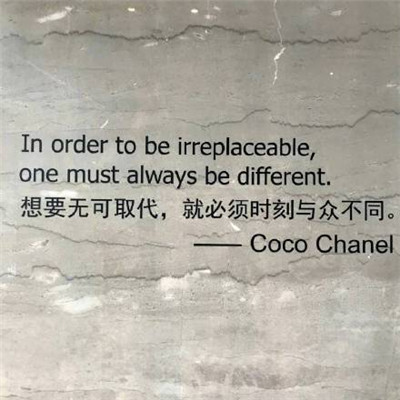 In order to be irreplaceable,
one must always be different.
想要无可取代，就必须时刻与众不同。
—— Coco Chanel